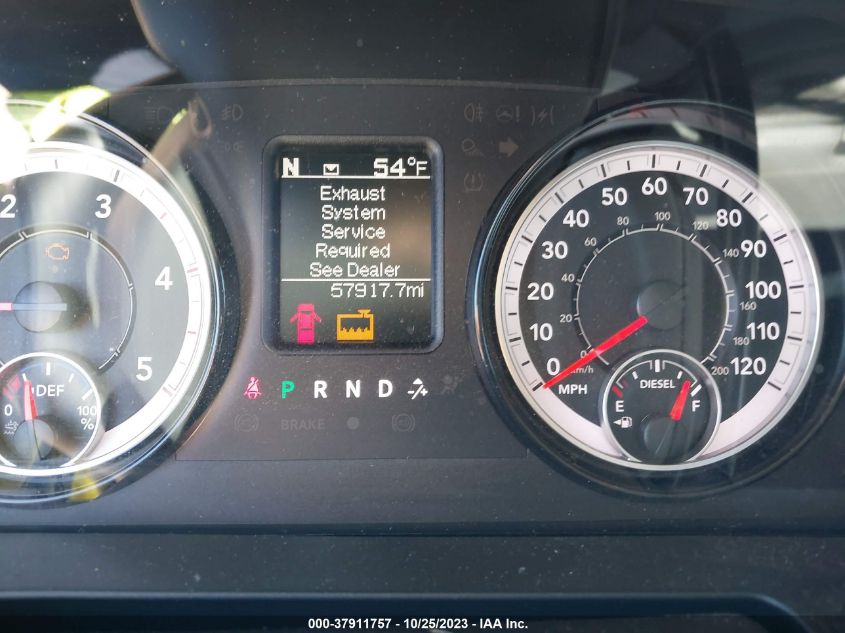 N 54°F
Exhaust
System
Service
Required
See Dealer
57917.7mi
P R N D
BRAKE
2 3 4 5
DEF
0 100
%
0 10 20 30 40 50 60 70 80 90 100 110 120
MPH
0 20 40 60 80 100 120 140 160 180 200
km/h
DIESEL
E F
000-37911757 - 10/25/2023 - IAA Inc.